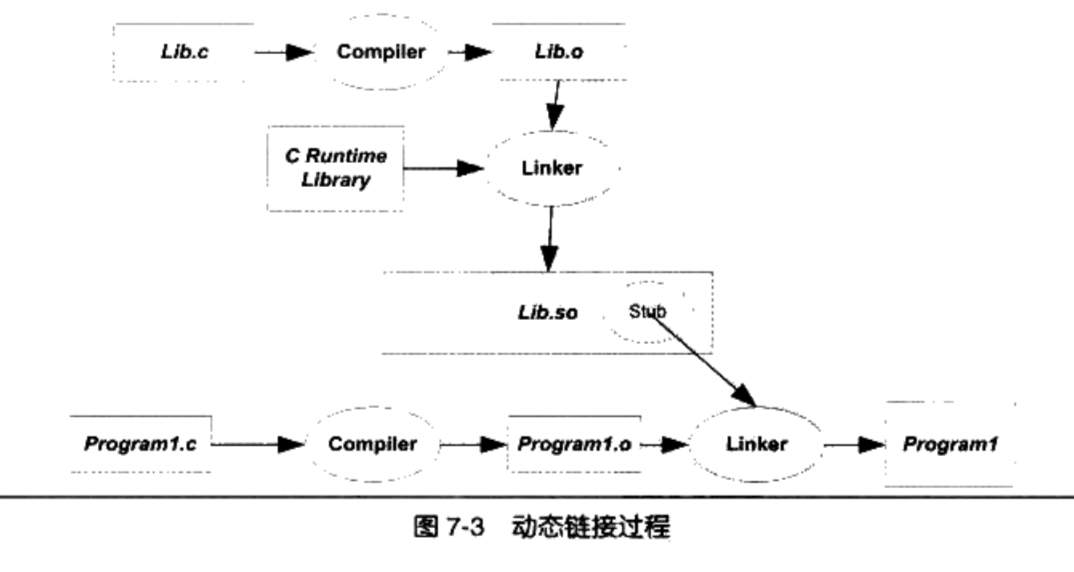 Lib.c
Compiler
Lib.o
C Runtime
Library
Linker
Lib.so
Stub
Program1.c
Compiler
Program1.o
Linker
Program1
图 7-3 动态链接过程